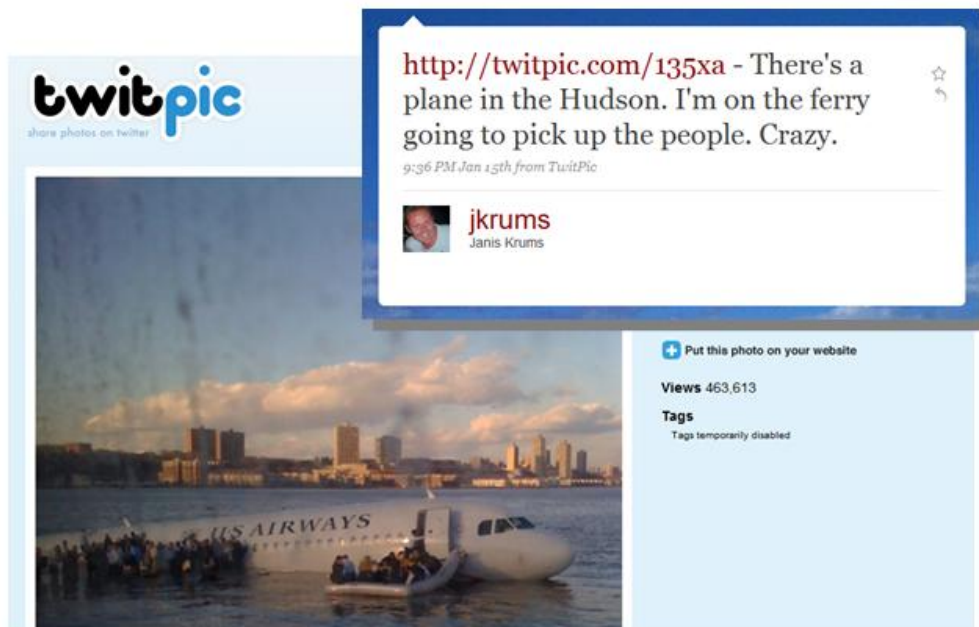 twitpic
share photos on twitter
http://twitpic.com/135xa - There's a
plane in the Hudson. I'm on the ferry
going to pick up the people. Crazy.
9:36 PM Jan 15th from TwitPic
jkrums
Janis Krums
Put this photo on your website
Views 463,613
Tags
Tags temporarily disabled
US AIRWAYS